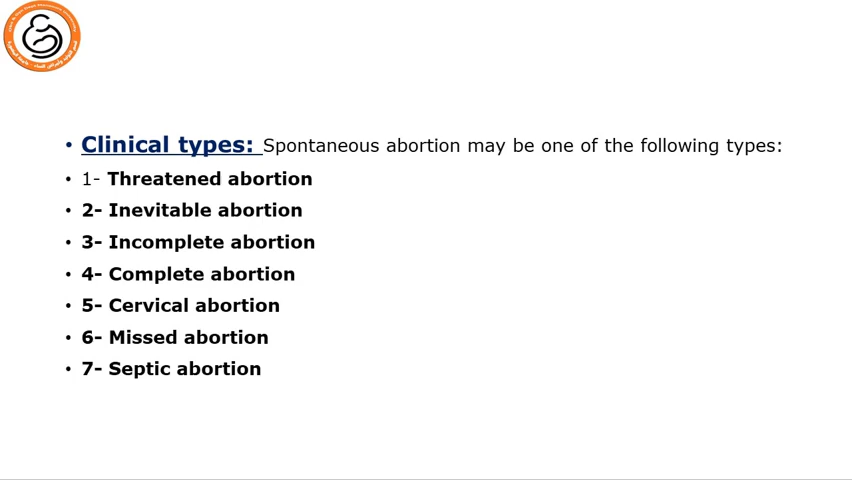 • Clinical types: Spontaneous abortion may be one of the following types:
• 1- Threatened abortion
• 2- Inevitable abortion
• 3- Incomplete abortion
• 4- Complete abortion
• 5- Cervical abortion
• 6- Missed abortion
• 7- Septic abortion